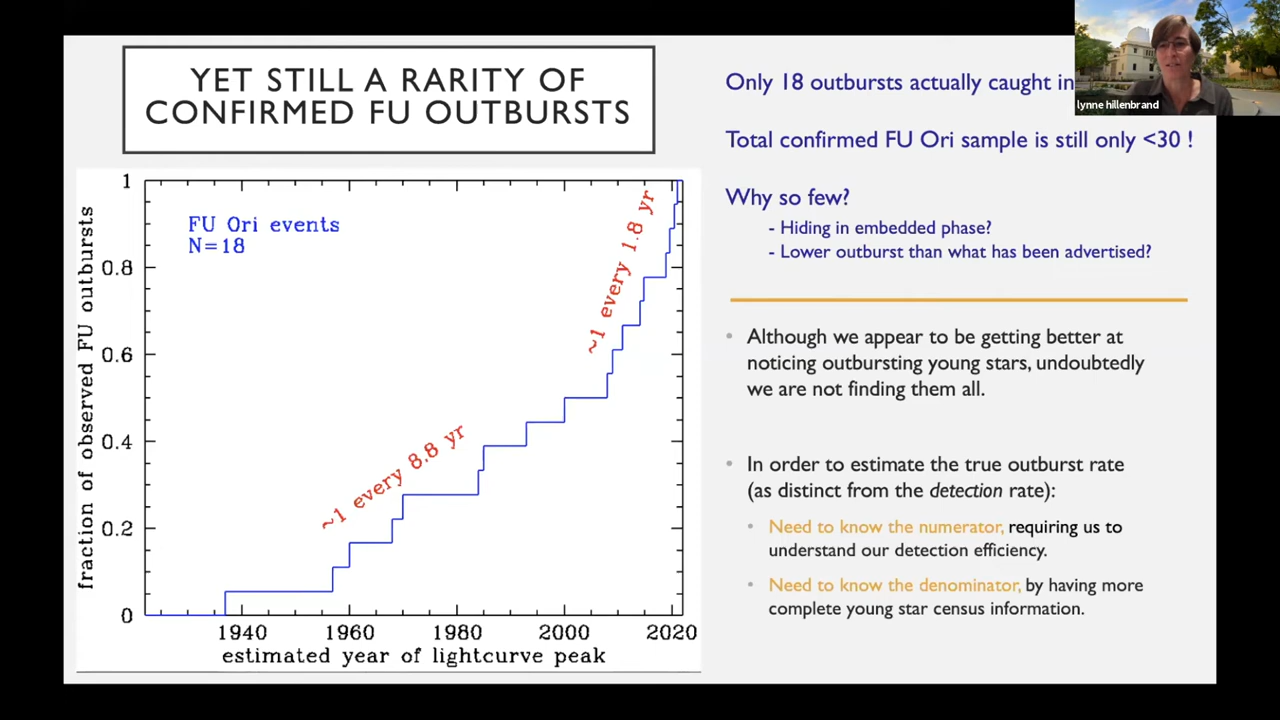 YET STILL A RARITY OF
CONFIRMED FU OUTBURSTS
1
0.8
0.6
0.4
0.2
0
fraction of observed FU outbursts
FU Ori events
N=18
~1 every 8.8 yr
~1 every 1.8 yr
1940 1960 1980 2000 2020
estimated year of lightcurve peak
Only 18 outbursts actually caught in
lynne hillenbrand
Total confirmed FU Ori sample is still only <30 !
Why so few?
- Hiding in embedded phase?
- Lower outburst than what has been advertised?
• Although we appear to be getting better at
noticing outbursting young stars, undoubtedly
we are not finding them all.
• In order to estimate the true outburst rate
(as distinct from the detection rate):
• Need to know the numerator, requiring us to
understand our detection efficiency.
• Need to know the denominator, by having more
complete young star census information.